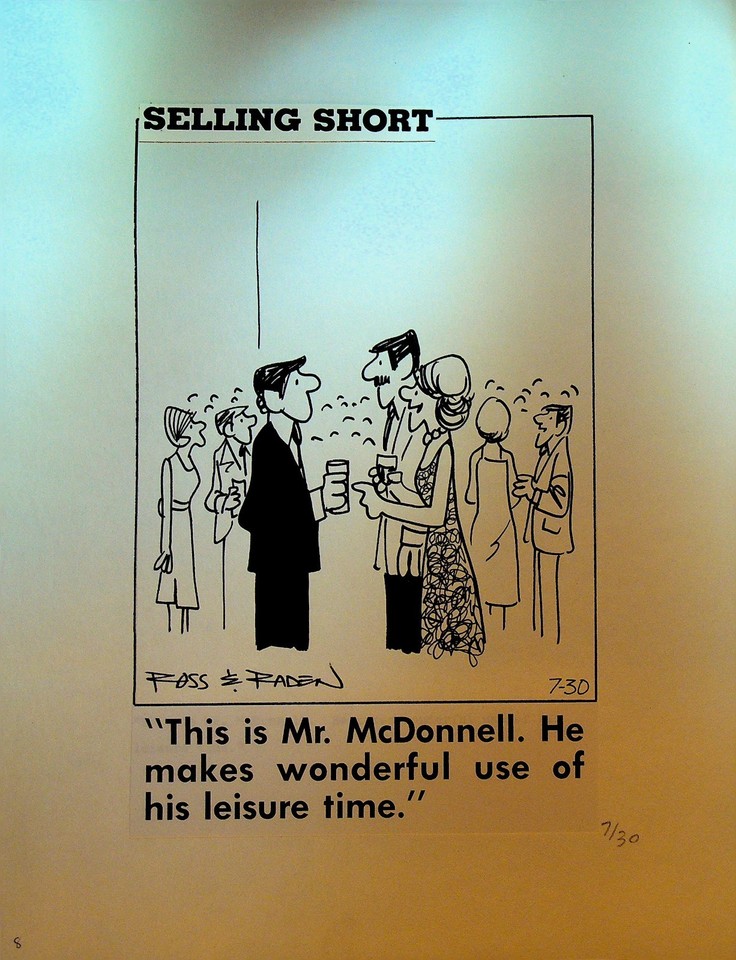 SELLING SHORT
ROSS & RADEN
7-30
"This is Mr. McDonnell. He
makes wonderful use of
his leisure time."
7/30
8